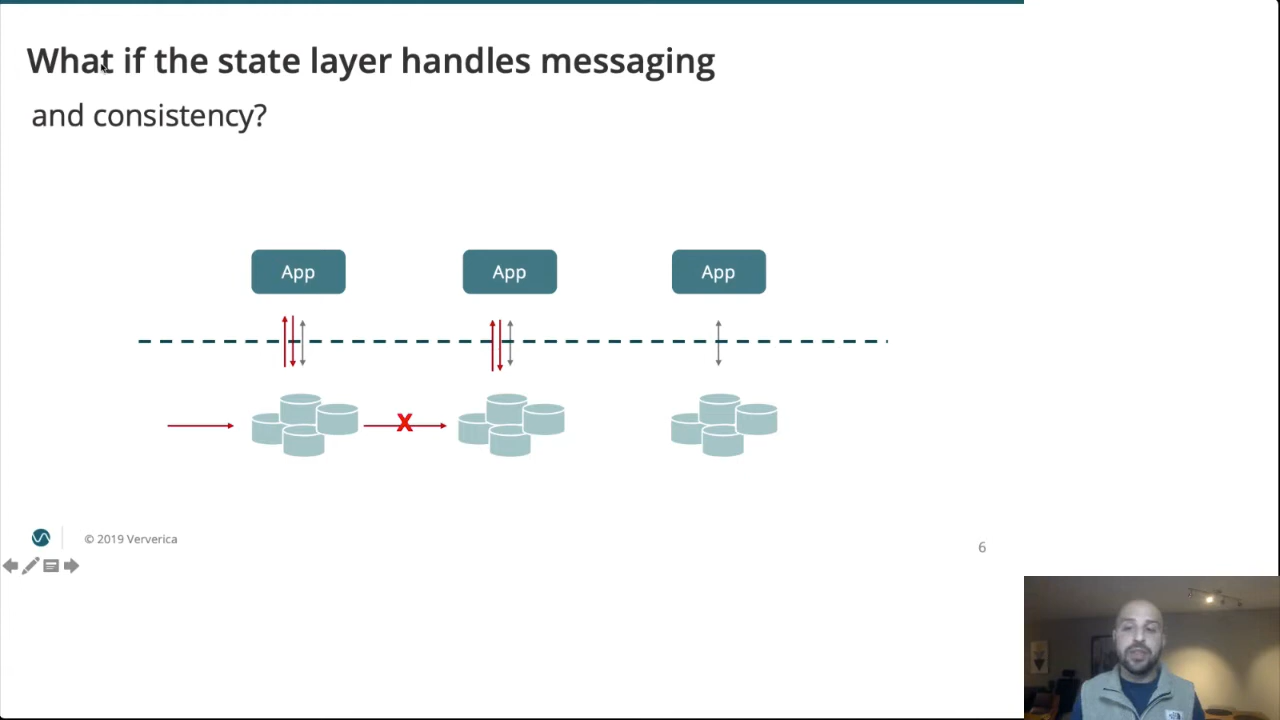 What if the state layer handles messaging
and consistency?
App
App
App
X
© 2019 Ververica
6